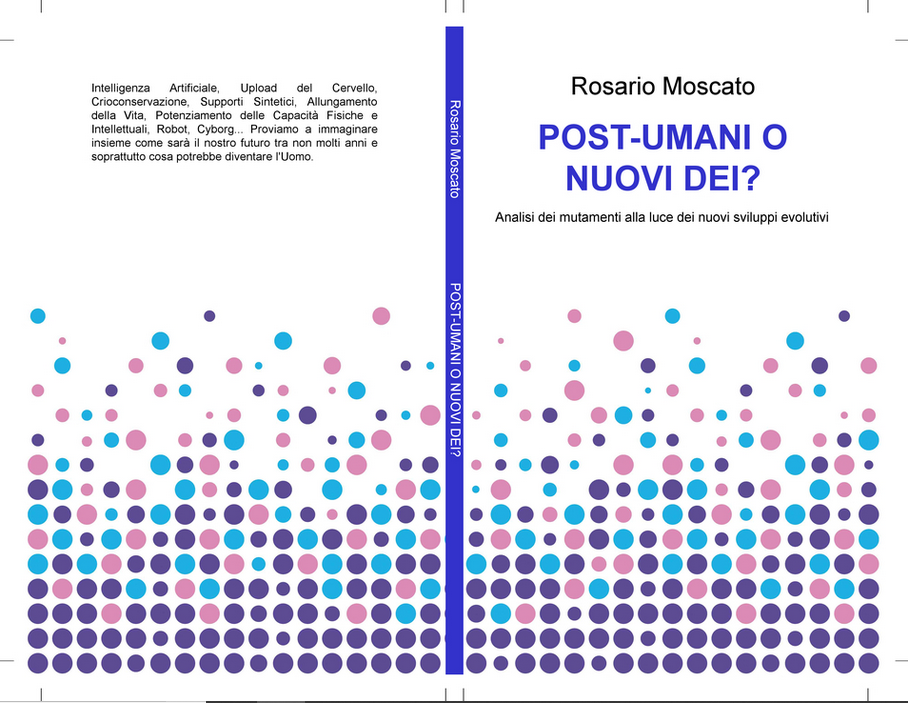 Intelligenza Artificiale, Upload del Cervello,
Crioconservazione, Supporti Sintetici, Allungamento
della Vita, Potenziamento delle Capacità Fisiche e
Intellettuali, Robot, Cyborg... Proviamo a immaginare
insieme come sarà il nostro futuro tra non molti anni e
soprattutto cosa potrebbe diventare l'Uomo.
Rosario Moscato
POST-UMANI O NUOVI DEI?
Rosario Moscato
POST-UMANI O
NUOVI DEI?
Analisi dei mutamenti alla luce dei nuovi sviluppi evolutivi